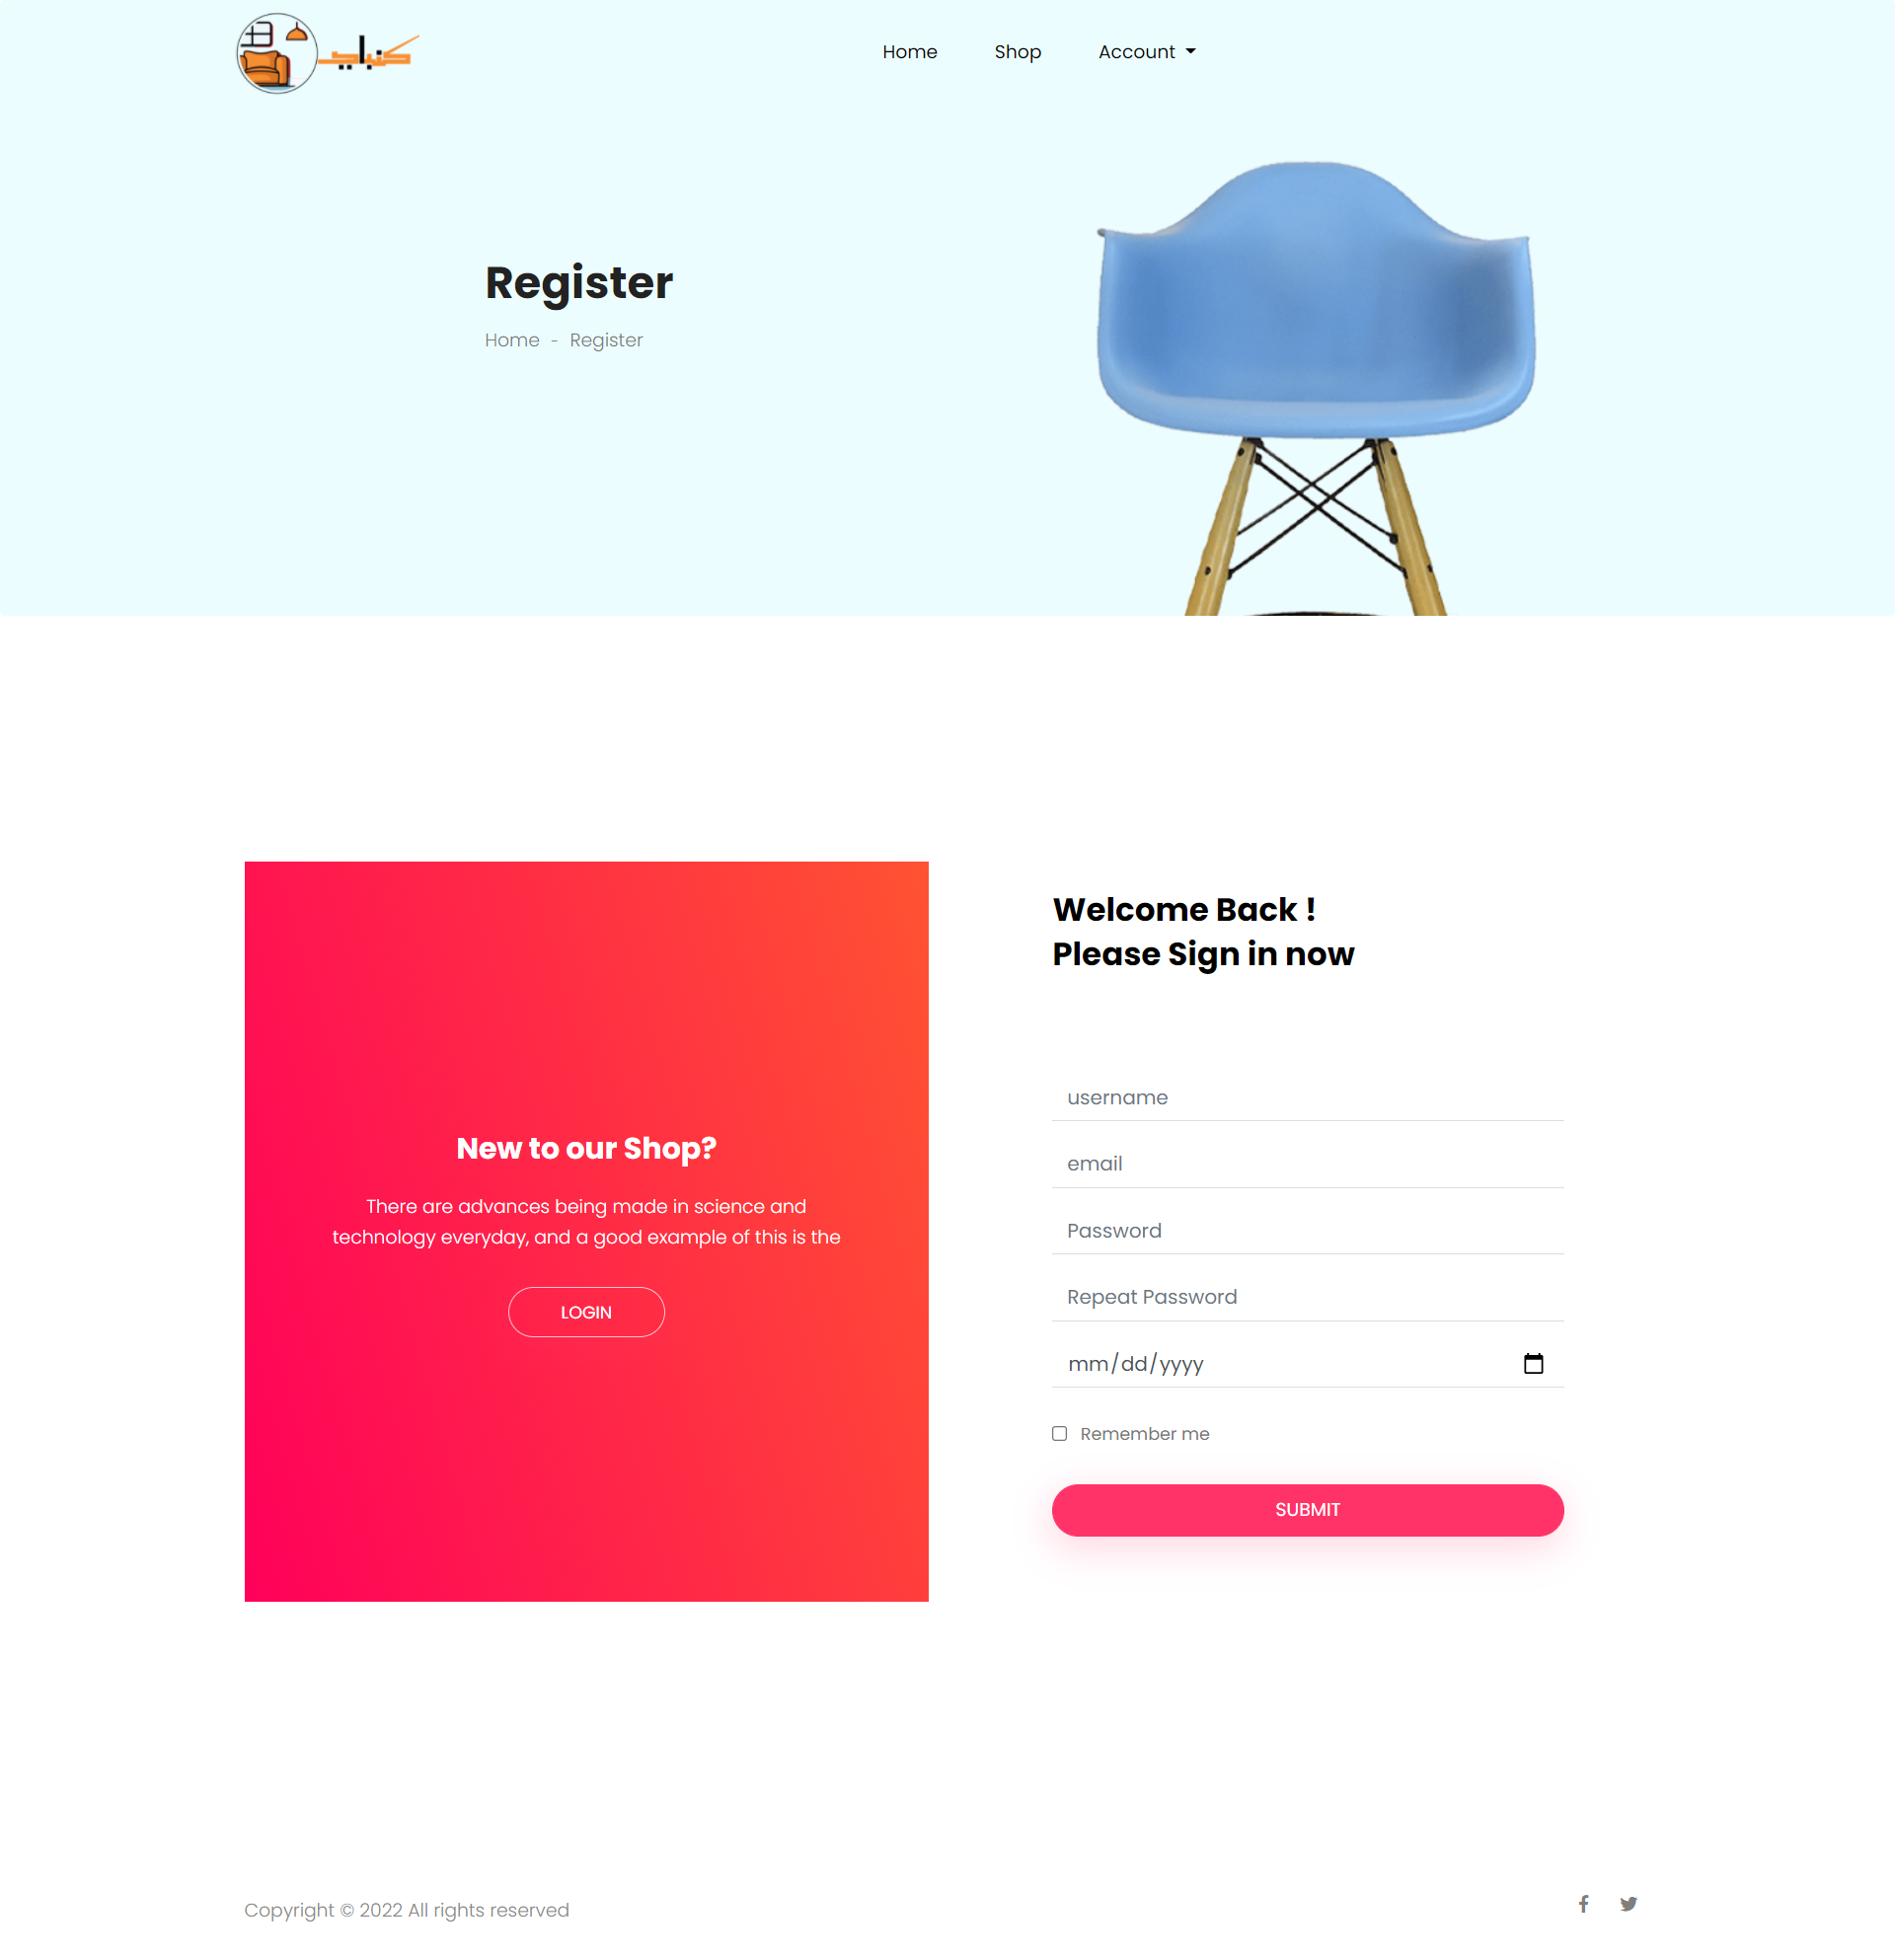 كنباية
Home
Shop
Account
Register
Home - Register
New to our Shop?
There are advances being made in science and
technology everyday, and a good example of this is the
LOGIN
Welcome Back !
Please Sign in now
username
email
Password
Repeat Password
mm/dd/yyyy
Remember me
SUBMIT
Copyright © 2022 All rights reserved